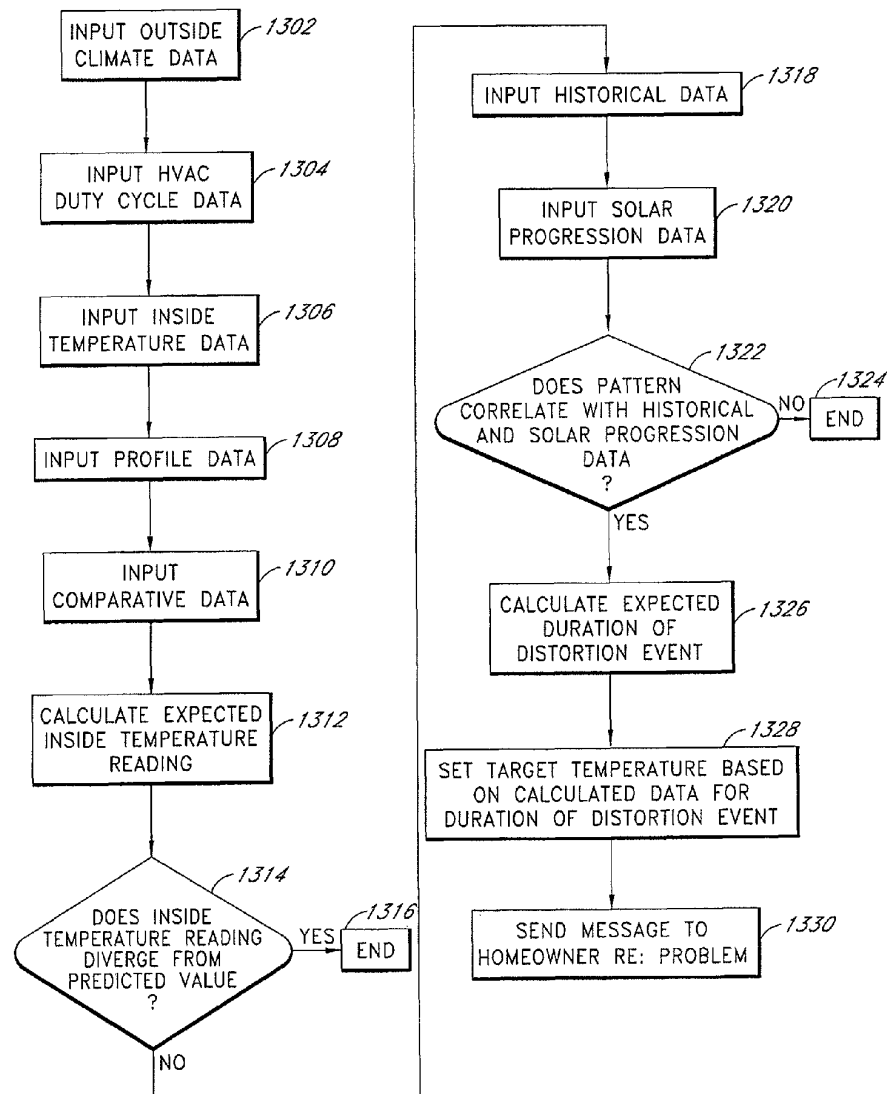 INPUT OUTSIDE
CLIMATE DATA
1302
INPUT HVAC
DUTY CYCLE DATA
1304
INPUT INSIDE
TEMPERATURE DATA
1306
INPUT PROFILE DATA
1308
INPUT
COMPARATIVE DATA
1310
CALCULATE EXPECTED
INSIDE TEMPERATURE
READING
1312
1314
DOES INSIDE
TEMPERATURE READING
DIVERGE FROM
PREDICTED VALUE
?
YES
1316
END
NO
INPUT HISTORICAL DATA
1318
INPUT SOLAR
PROGRESSION DATA
1320
1322
DOES PATTERN
CORRELATE WITH HISTORICAL
AND SOLAR PROGRESSION
DATA
?
NO
1324
END
YES
CALCULATE EXPECTED
DURATION OF
DISTORTION EVENT
1326
1328
SET TARGET TEMPERATURE BASED
ON CALCULATED DATA FOR
DURATION OF DISTORTION EVENT
SEND MESSAGE TO
HOMEOWNER RE: PROBLEM
1330